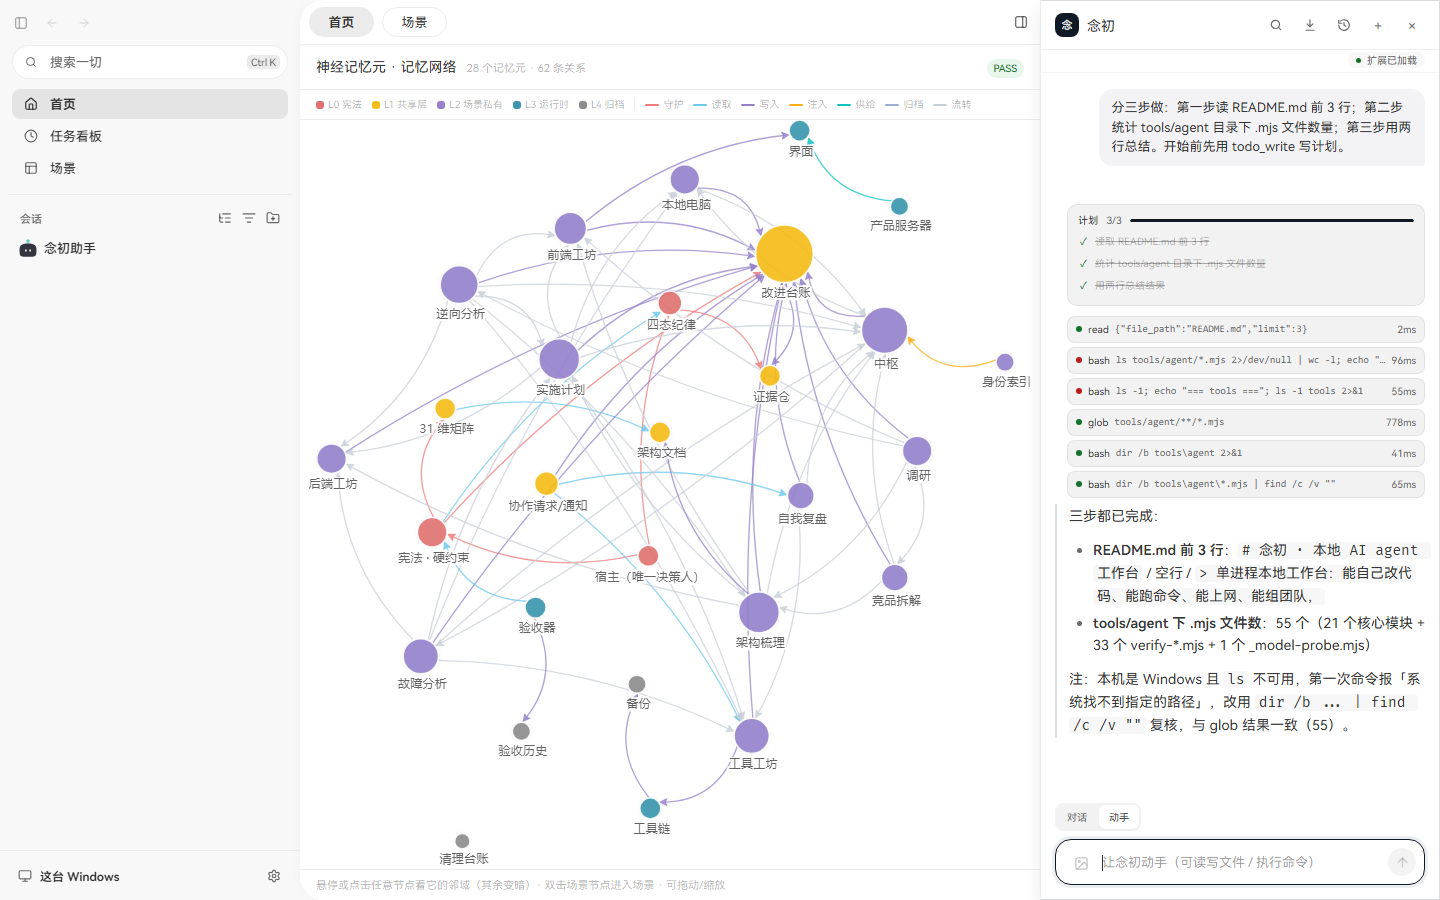 搜索一切
Ctrl K
首页
任务看板
场景
会话
念初助手
这台 Windows
首页
场景
神经记忆元 · 记忆网络
28 个记忆元 · 62 条关系
PASS
L0 宪法
L1 共享层
L2 场景私有
L3 运行时
L4 归档
守护
读取
写入
注入
供给
归档
流转
界面
本地电脑
产品服务器
前端工坊
改进台账
逆向分析
四态纪律
中枢
实施计划
身份索引
证据仓
31 维矩阵
架构文档
后端工坊
调研
协作请求/通知
自我复盘
宪法 · 硬约束
宿主（唯一决策人）
竞品拆解
验收器
架构梳理
故障分析
备份
验收历史
工具工坊
工具链
清理台账
悬停或点击任意节点看它的邻域（其余变暗） · 双击场景节点进入场景 · 可拖动/缩放
念
念初
扩展已加载
分三步做：第一步读 README.md 前 3 行；第二步
统计 tools/agent 目录下 .mjs 文件数量；第三步用两
行总结。开始前先用 todo_write 写计划。
计划 3/3
读取 README.md 前 3 行
统计 tools/agent 目录下 .mjs 文件数量
用两行总结结果
read {"file_path":"README.md","limit":3} 2ms
bash ls tools/agent/*.mjs 2>/dev/null | wc -l; echo "… 96ms
bash ls -1; echo "=== tools ==="; ls -1 tools 2>&1 55ms
glob tools/agent/**/*.mjs 778ms
bash dir /b tools\agent 2>&1 41ms
bash dir /b tools\agent\*.mjs | find /c /v "" 65ms
三步都已完成：
README.md 前 3 行： # 念初 · 本地 AI agent
工作台 / 空行 / > 单进程本地工作台：能自己改代
码、能跑命令、能上网、能组团队，
tools/agent 下 .mjs 文件数：55 个（21 个核心模块 +
33 个 verify-*.mjs + 1 个 _model-probe.mjs）
注：本机是 Windows 且 ls 不可用，第一次命令报「系
统找不到指定的路径」，改用 dir /b ... | find
/c /v "" 复核，与 glob 结果一致（55）。
对话
动手
让念初动手（可读写文件 / 执行命令）